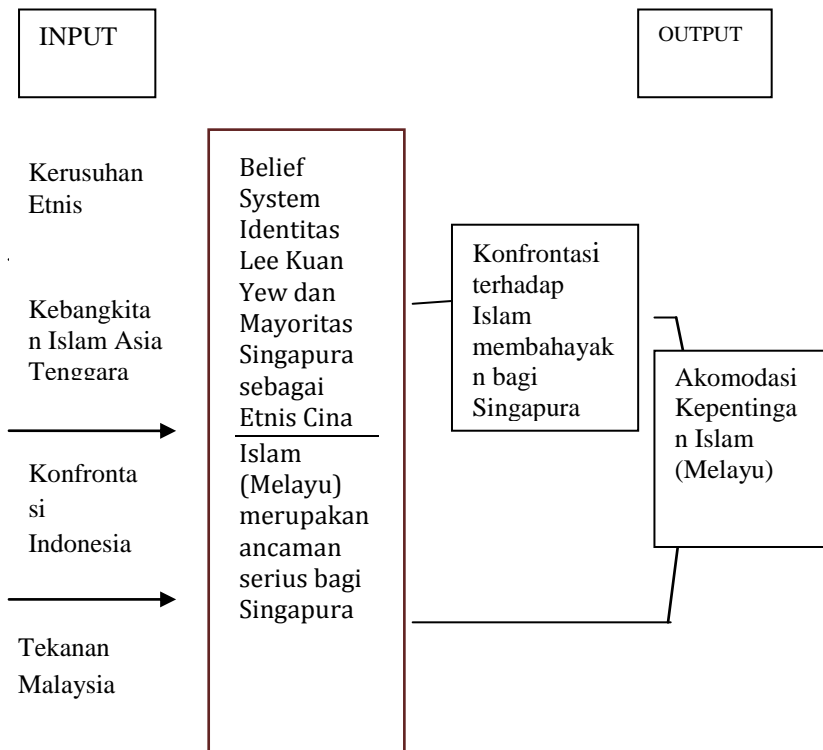 INPUT
OUTPUT
Kerusuhan
Etnis
Kebangkita
n Islam Asia
Tenggara
Konfronta
si
Indonesia
Tekanan
Malaysia
Belief
System
Identitas
Lee Kuan
Yew dan
Mayoritas
Singapura
sebagai
Etnis Cina
Islam
(Melayu)
merupakan
ancaman
serius bagi
Singapura
Konfrontasi
terhadap
Islam
membahayak
n bagi
Singapura
Akomodasi
Kepentinga
n Islam
(Melayu)